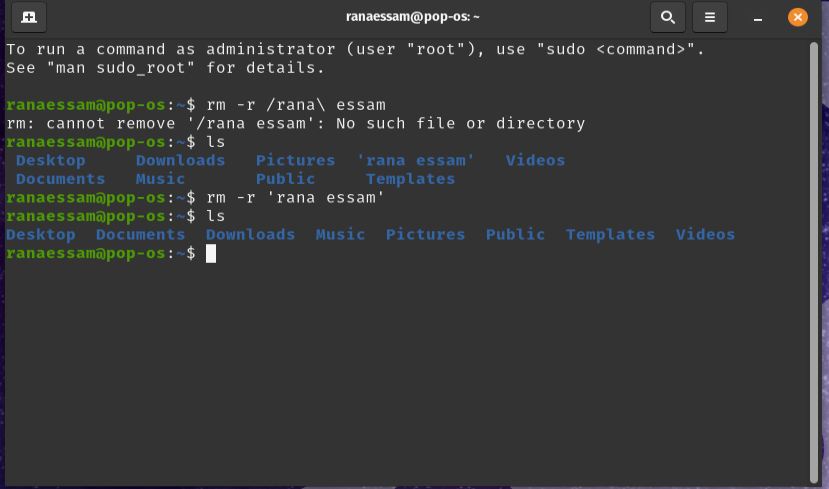 ranaessam@pop-os: ~
To run a command as administrator (user "root"), use "sudo <command>".
See "man sudo_root" for details.
ranaessam@pop-os:~$ rm -r /rana\ essam
rm: cannot remove '/rana essam': No such file or directory
ranaessam@pop-os:~$ ls
Desktop Downloads Pictures 'rana essam' Videos
Documents Music Public Templates
ranaessam@pop-os:~$ rm -r 'rana essam'
ranaessam@pop-os:~$ ls
Desktop Documents Downloads Music Pictures Public Templates Videos
ranaessam@pop-os:~$